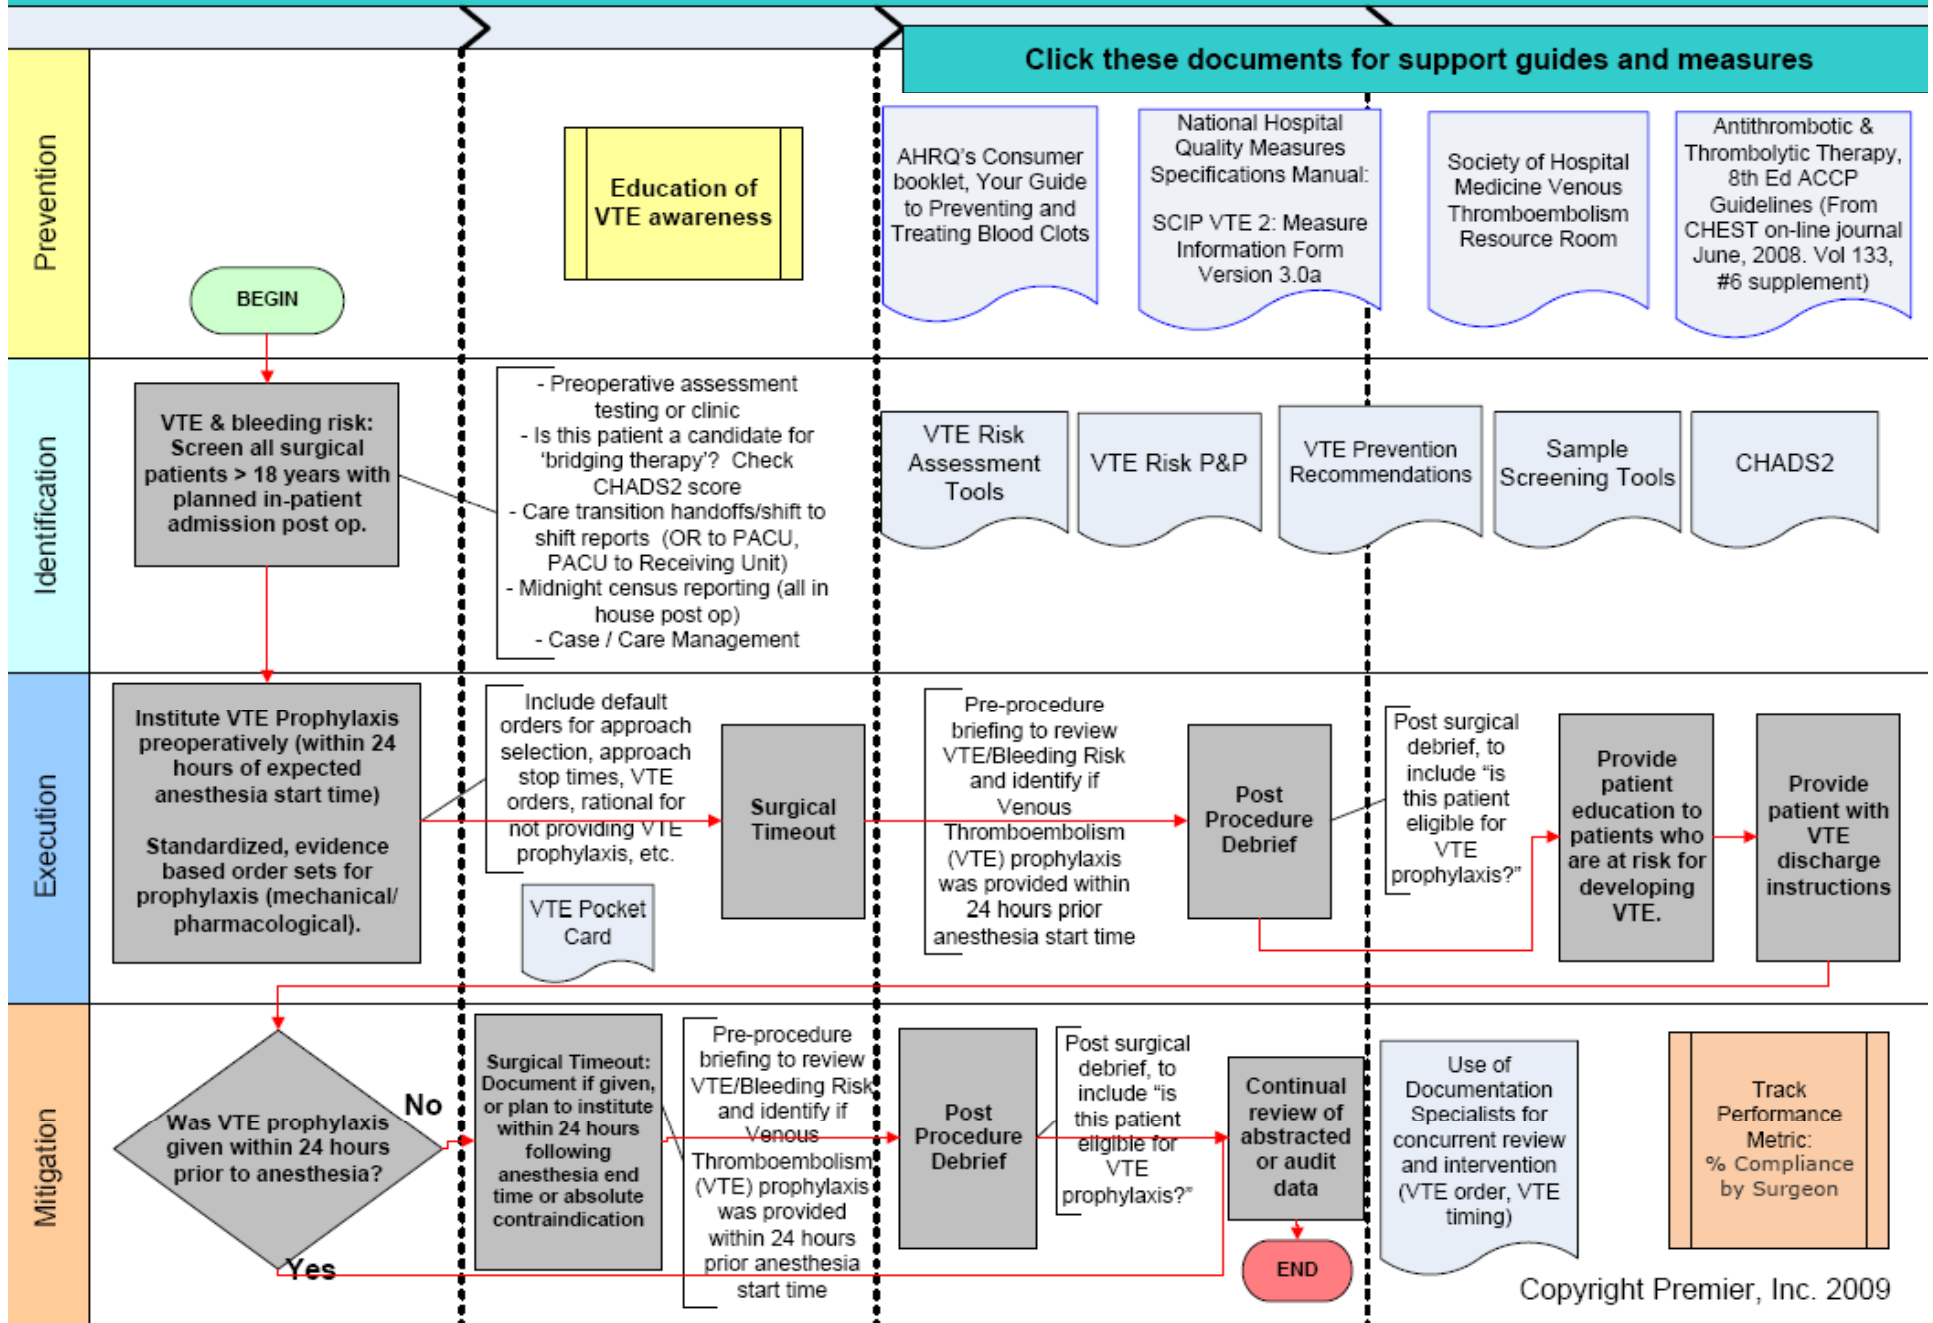 Click these documents for support guides and measures
Prevention
BEGIN
Education of
VTE awareness
AHRQ's Consumer
booklet, Your Guide
to Preventing and
Treating Blood Clots
National Hospital
Quality Measures
Specifications Manual:
SCIP VTE 2: Measure
Information Form
Version 3.0a
Society of Hospital
Medicine Venous
Thromboembolism
Resource Room
Antithrombotic &
Thrombolytic Therapy,
8th Ed ACCP
Guidelines (From
CHEST on-line journal
June, 2008. Vol 133,
#6 supplement)
Identification
VTE & bleeding risk:
Screen all surgical
patients > 18 years with
planned in-patient
admission post op.
- Preoperative assessment
testing or clinic
- Is this patient a candidate for
'bridging therapy'? Check
CHADS2 score
- Care transition handoffs/shift to
shift reports (OR to PACU,
PACU to Receiving Unit)
- Midnight census reporting (all in
house post op)
- Case / Care Management
VTE Risk
Assessment
Tools
VTE Risk P&P
VTE Prevention
Recommendations
Sample
Screening Tools
CHADS2
Execution
Institute VTE Prophylaxis
preoperatively (within 24
hours of expected
anesthesia start time)
Standardized, evidence
based order sets for
prophylaxis (mechanical/
pharmacological).
Include default
orders for approach
selection, approach
stop times, VTE
orders, rational for
not providing VTE
prophylaxis, etc.
VTE Pocket
Card
Surgical
Timeout
Pre-procedure
briefing to review
VTE/Bleeding Risk
and identify if
Venous
Thromboembolism
(VTE) prophylaxis
was provided within
24 hours prior
anesthesia start time
Post
Procedure
Debrief
Post surgical
debrief, to
include "is
this patient
eligible for
VTE
prophylaxis?"
Provide
patient
education to
patients who
are at risk for
developing
VTE.
Provide
patient with
VTE
discharge
instructions
Mitigation
Was VTE prophylaxis
given within 24 hours
prior to anesthesia?
No
Yes
Surgical Timeout:
Document if given,
or plan to institute
within 24 hours
following
anesthesia end
time or absolute
contraindication
Pre-procedure
briefing to review
VTE/Bleeding Risk
and identify if
Venous
Thromboembolism
(VTE) prophylaxis
was provided
within 24 hours
prior anesthesia
start time
Post
Procedure
Debrief
Post surgical
debrief, to
include "is
this patient
eligible for
VTE
prophylaxis?"
Continual
review of
abstracted
or audit
data
END
Use of
Documentation
Specialists for
concurrent review
and intervention
(VTE order, VTE
timing)
Track
Performance
Metric:
% Compliance
by Surgeon
Copyright Premier, Inc. 2009